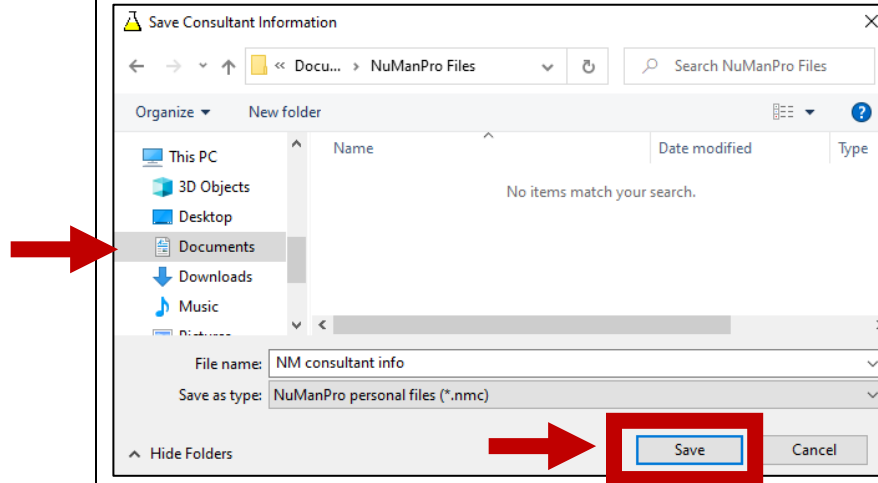 Save Consultant Information
« Docu... › NuManPro Files
Search NuManPro Files
Organize
New folder
This PC
3D Objects
Desktop
Documents
Downloads
Music
Pictures
Name
Date modified
Type
No items match your search.
File name: NM consultant info
Save as type: NuManPro personal files (*.nmc)
Hide Folders
Save
Cancel